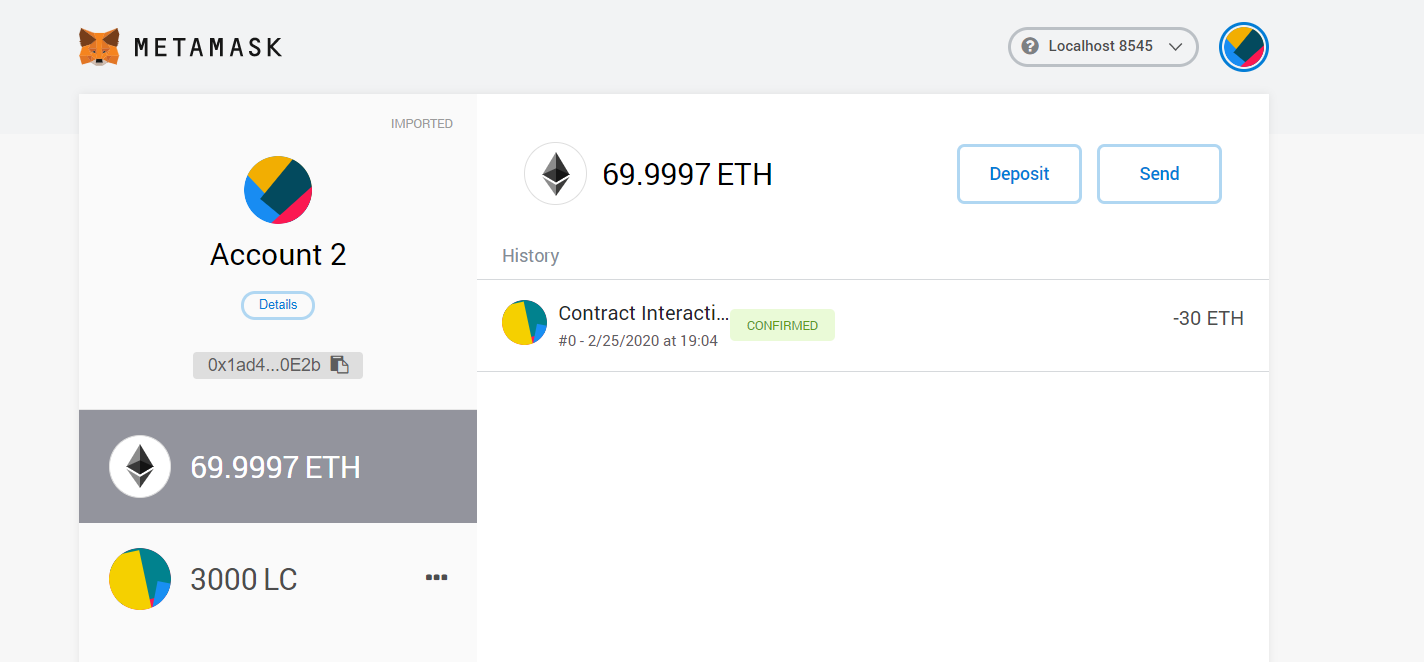 METAMASK
Localhost 8545
IMPORTED
Account 2
Details
0x1ad4...0E2b
69.9997 ETH
3000 LC
69.9997 ETH
Deposit
Send
History
Contract Interacti...
#0 - 2/25/2020 at 19:04
CONFIRMED
-30 ETH